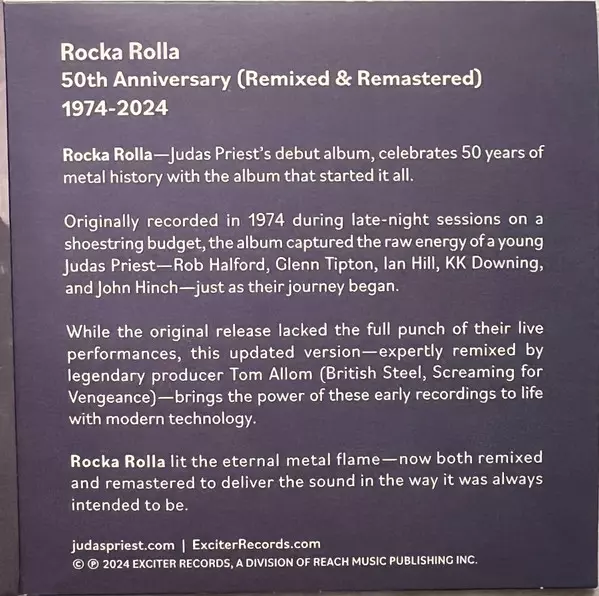 Rocka Rolla
50th Anniversary (Remixed & Remastered)
1974-2024
Rocka Rolla—Judas Priest's debut album, celebrates 50 years of
metal history with the album that started it all.
Originally recorded in 1974 during late-night sessions on a
shoestring budget, the album captured the raw energy of a young
Judas Priest—Rob Halford, Glenn Tipton, Ian Hill, KK Downing,
and John Hinch—just as their journey began.
While the original release lacked the full punch of their live
performances, this updated version—expertly remixed by
legendary producer Tom Allom (British Steel, Screaming for
Vengeance)—brings the power of these early recordings to life
with modern technology.
Rocka Rolla lit the eternal metal flame—now both remixed
and remastered to deliver the sound in the way it was always
intended to be.
judaspriest.com | ExciterRecords.com
© ℗ 2024 EXCITER RECORDS, A DIVISION OF REACH MUSIC PUBLISHING INC.